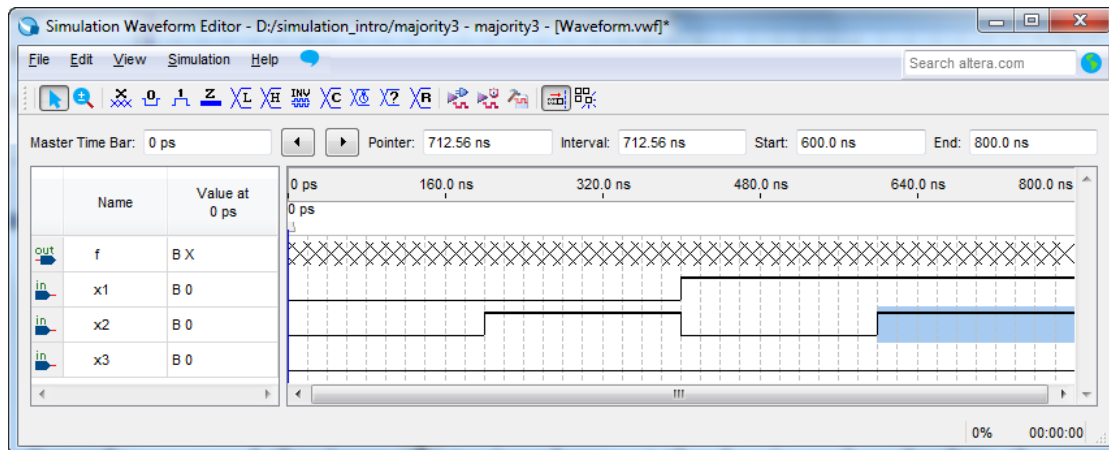 Simulation Waveform Editor - D:/simulation_intro/majority3 - majority3 - [Waveform.vwf]*
File Edit View Simulation Help
Search altera.com
Master Time Bar: 0 ps Pointer: 712.56 ns Interval: 712.56 ns Start: 600.0 ns End: 800.0 ns
Name Value at 0 ps
0 ps 160.0 ns 320.0 ns 480.0 ns 640.0 ns 800.0 ns
0 ps
out f B X
in x1 B 0
in x2 B 0
in x3 B 0
0% 00:00:00